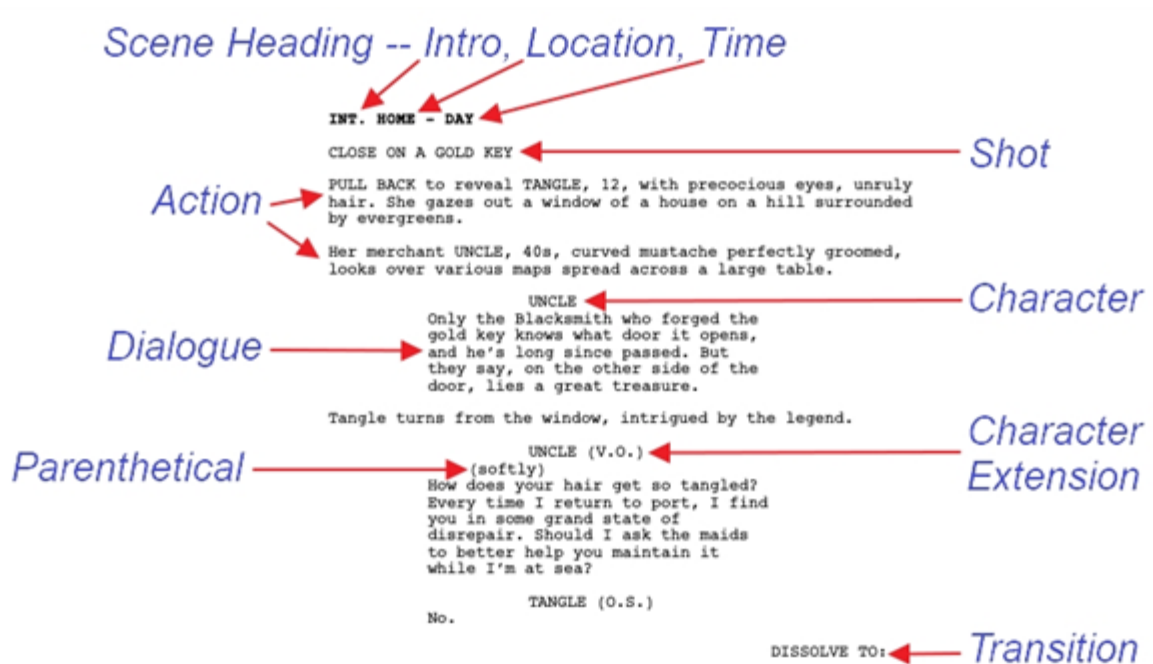 Scene Heading -- Intro, Location, Time
INT. HOME - DAY
CLOSE ON A GOLD KEY
Shot
Action
PULL BACK to reveal TANGLE, 12, with precocious eyes, unruly
hair. She gazes out a window of a house on a hill surrounded
by evergreens.
Her merchant UNCLE, 40s, curved mustache perfectly groomed,
looks over various maps spread across a large table.
UNCLE
Character
Dialogue
Only the Blacksmith who forged the
gold key knows what door it opens,
and he's long since passed. But
they say, on the other side of the
door, lies a great treasure.
Tangle turns from the window, intrigued by the legend.
UNCLE (V.O.)
Character
Extension
Parenthetical
(softly)
How does your hair get so tangled?
Every time I return to port, I find
you in some grand state of
disrepair. Should I ask the maids
to better help you maintain it
while I'm at sea?
TANGLE (O.S.)
No.
DISSOLVE TO:
Transition